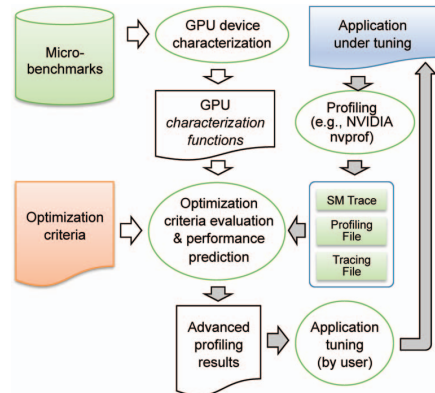 Micro-
benchmarks
GPU device
characterization
Application
under tuning
GPU
characterization
functions
Profiling
(e.g., NVIDIA
nvprof)
Optimization
criteria
Optimization
criteria evaluation
& performance
prediction
SM Trace
Profiling
File
Tracing
File
Advanced
profiling
results
Application
tuning
(by user)